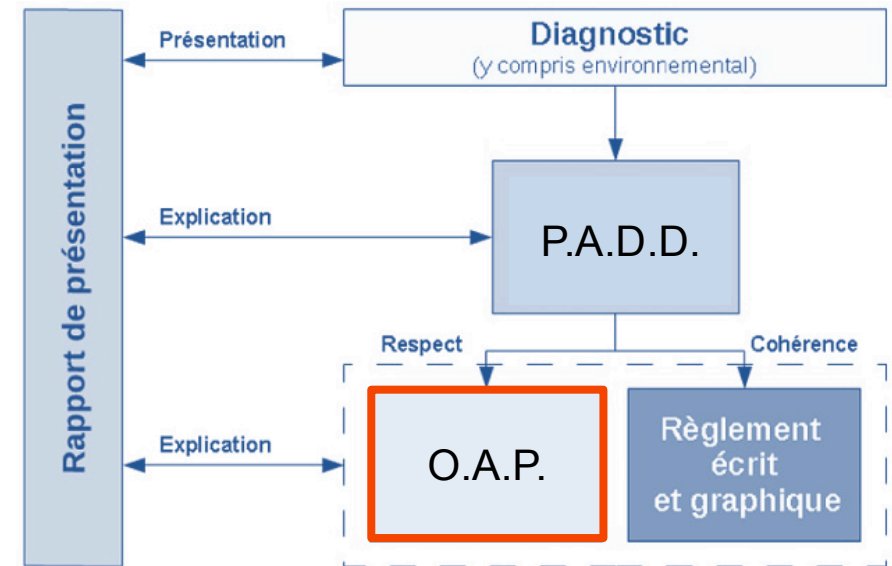 Rapport de présentation
Présentation
Diagnostic
(y compris environnemental)
Explication
P.A.D.D.
Respect
Cohérence
Explication
O.A.P.
Règlement
écrit
et graphique